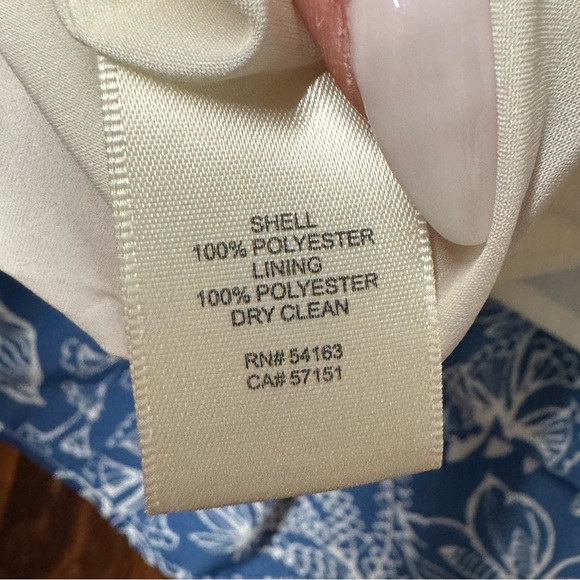 SHELL
100% POLYESTER
LINING
100% POLYESTER
DRY CLEAN
RN# 54163
CA# 57151